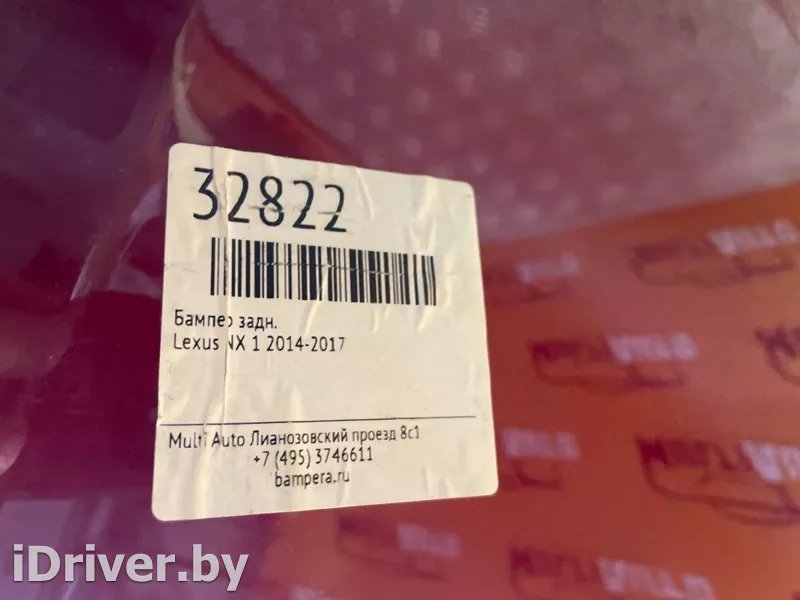 32822
Бампер задн.
Lexus NX 1 2014-2017
Multi Auto Лианозовский проезд 8с1
+7 (495) 3746611
bampera.ru
iDriver.by